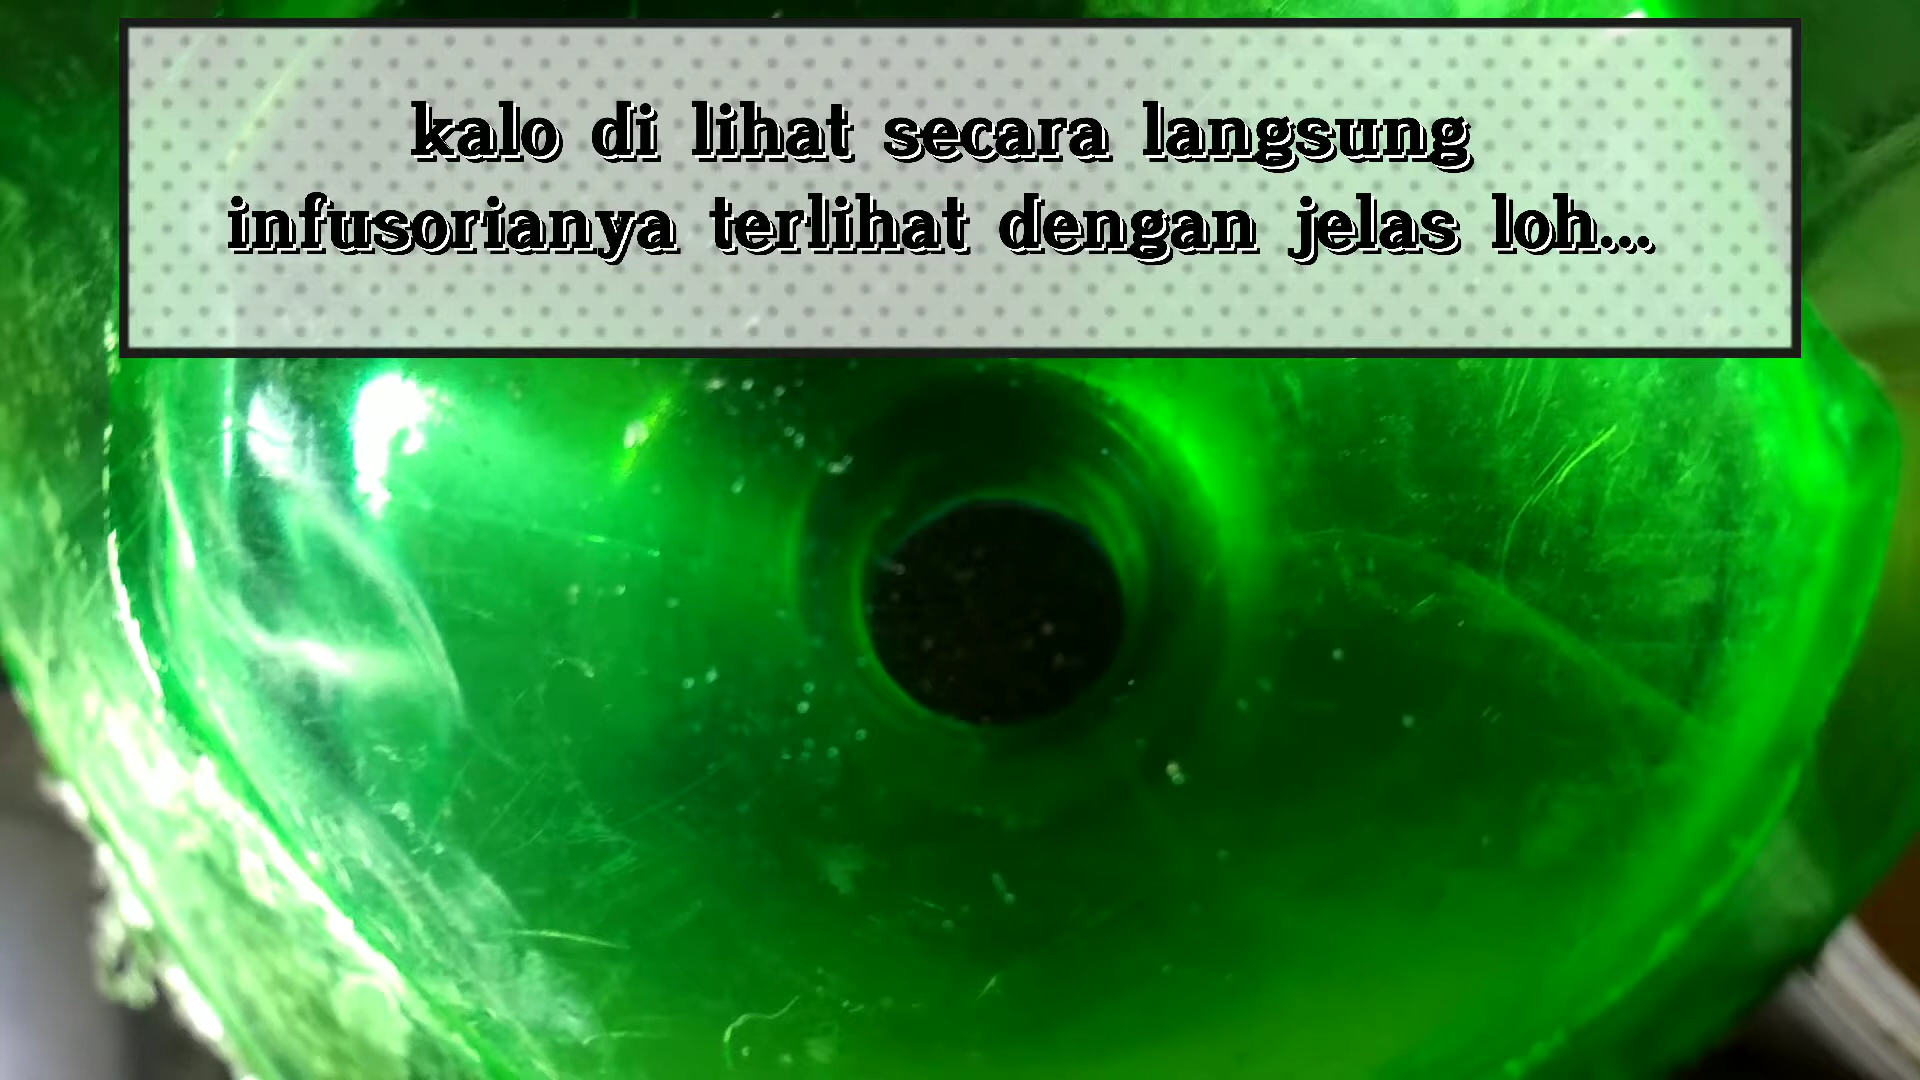 kalo di lihat secara langsung
infusorianya terlihat dengan jelas loh...